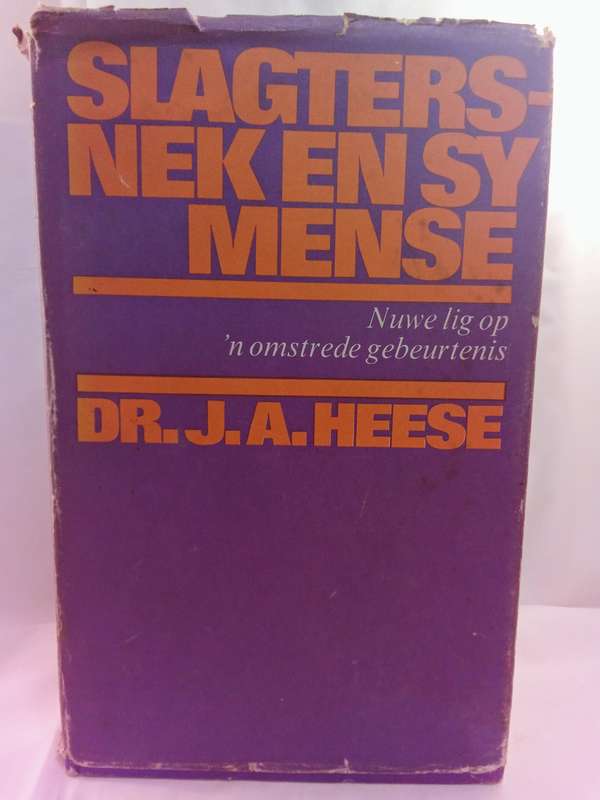 SLAGTERS-
NEK EN SY
MENSE
Nuwe lig op
'n omstrede gebeurtenis
DR. J. A. HEESE